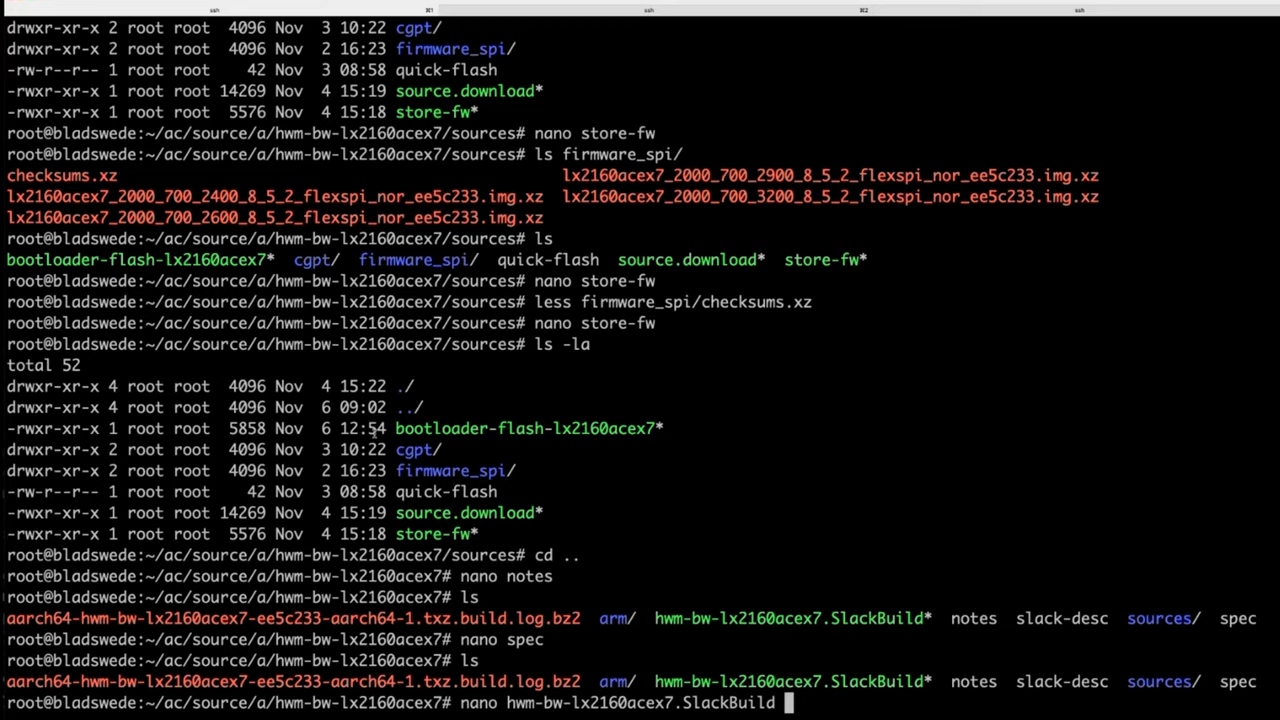 ssh ⌘1 ssh ⌘2 ssh
drwxr-xr-x 2 root root  4096 Nov  3 10:22 cgpt/
drwxr-xr-x 2 root root  4096 Nov  2 16:23 firmware_spi/
-rw-r--r-- 1 root root    42 Nov  3 08:58 quick-flash
-rwxr-xr-x 1 root root 14269 Nov  4 15:19 source.download*
-rwxr-xr-x 1 root root  5576 Nov  4 15:18 store-fw*
root@bladswede:~/ac/source/a/hwm-bw-lx2160acex7/sources# nano store-fw
root@bladswede:~/ac/source/a/hwm-bw-lx2160acex7/sources# ls firmware_spi/
checksums.xz lx2160acex7_2000_700_2900_8_5_2_flexspi_nor_ee5c233.img.xz
lx2160acex7_2000_700_2400_8_5_2_flexspi_nor_ee5c233.img.xz lx2160acex7_2000_700_3200_8_5_2_flexspi_nor_ee5c233.img.xz
lx2160acex7_2000_700_2600_8_5_2_flexspi_nor_ee5c233.img.xz
root@bladswede:~/ac/source/a/hwm-bw-lx2160acex7/sources# ls
bootloader-flash-lx2160acex7* cgpt/ firmware_spi/ quick-flash source.download* store-fw*
root@bladswede:~/ac/source/a/hwm-bw-lx2160acex7/sources# nano store-fw
root@bladswede:~/ac/source/a/hwm-bw-lx2160acex7/sources# less firmware_spi/checksums.xz
root@bladswede:~/ac/source/a/hwm-bw-lx2160acex7/sources# nano store-fw
root@bladswede:~/ac/source/a/hwm-bw-lx2160acex7/sources# ls -la
total 52
drwxr-xr-x 4 root root  4096 Nov  4 15:22 ./
drwxr-xr-x 4 root root  4096 Nov  6 09:02 ../
-rwxr-xr-x 1 root root  5858 Nov  6 12:54 bootloader-flash-lx2160acex7*
drwxr-xr-x 2 root root  4096 Nov  3 10:22 cgpt/
drwxr-xr-x 2 root root  4096 Nov  2 16:23 firmware_spi/
-rw-r--r-- 1 root root    42 Nov  3 08:58 quick-flash
-rwxr-xr-x 1 root root 14269 Nov  4 15:19 source.download*
-rwxr-xr-x 1 root root  5576 Nov  4 15:18 store-fw*
root@bladswede:~/ac/source/a/hwm-bw-lx2160acex7/sources# cd ..
root@bladswede:~/ac/source/a/hwm-bw-lx2160acex7# nano notes
root@bladswede:~/ac/source/a/hwm-bw-lx2160acex7# ls
aarch64-hwm-bw-lx2160acex7-ee5c233-aarch64-1.txz.build.log.bz2 arm/ hwm-bw-lx2160acex7.SlackBuild* notes slack-desc sources/ spec
root@bladswede:~/ac/source/a/hwm-bw-lx2160acex7# nano spec
root@bladswede:~/ac/source/a/hwm-bw-lx2160acex7# ls
aarch64-hwm-bw-lx2160acex7-ee5c233-aarch64-1.txz.build.log.bz2 arm/ hwm-bw-lx2160acex7.SlackBuild* notes slack-desc sources/ spec
root@bladswede:~/ac/source/a/hwm-bw-lx2160acex7# nano hwm-bw-lx2160acex7.SlackBuild